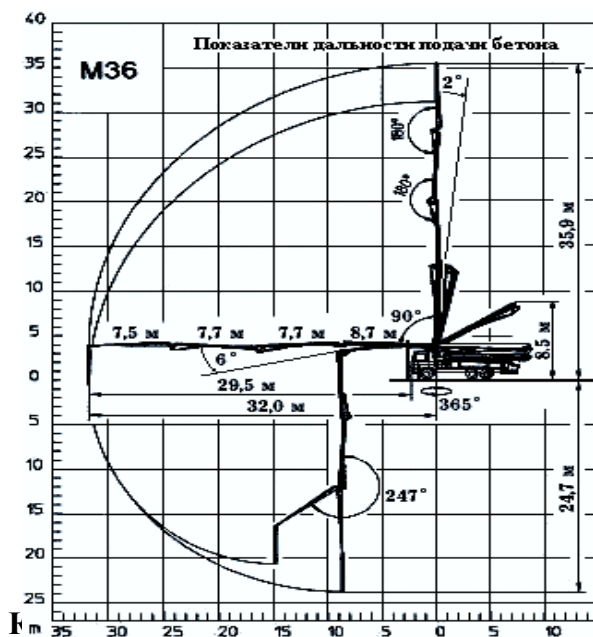 40
Показатели дальности подачи бетона
М36
2°
35
30
180°
25
180°
20
15
35,9 м
10
90°
7,5 м 7,7 м 7,7 м 8,7 м
5
6°
8,5 м
0
29,5 м
32,0 м
365°
5
10
247°
24,7 м
15
20
25
К m 35 30 25 20 15 10 5 0 5 10